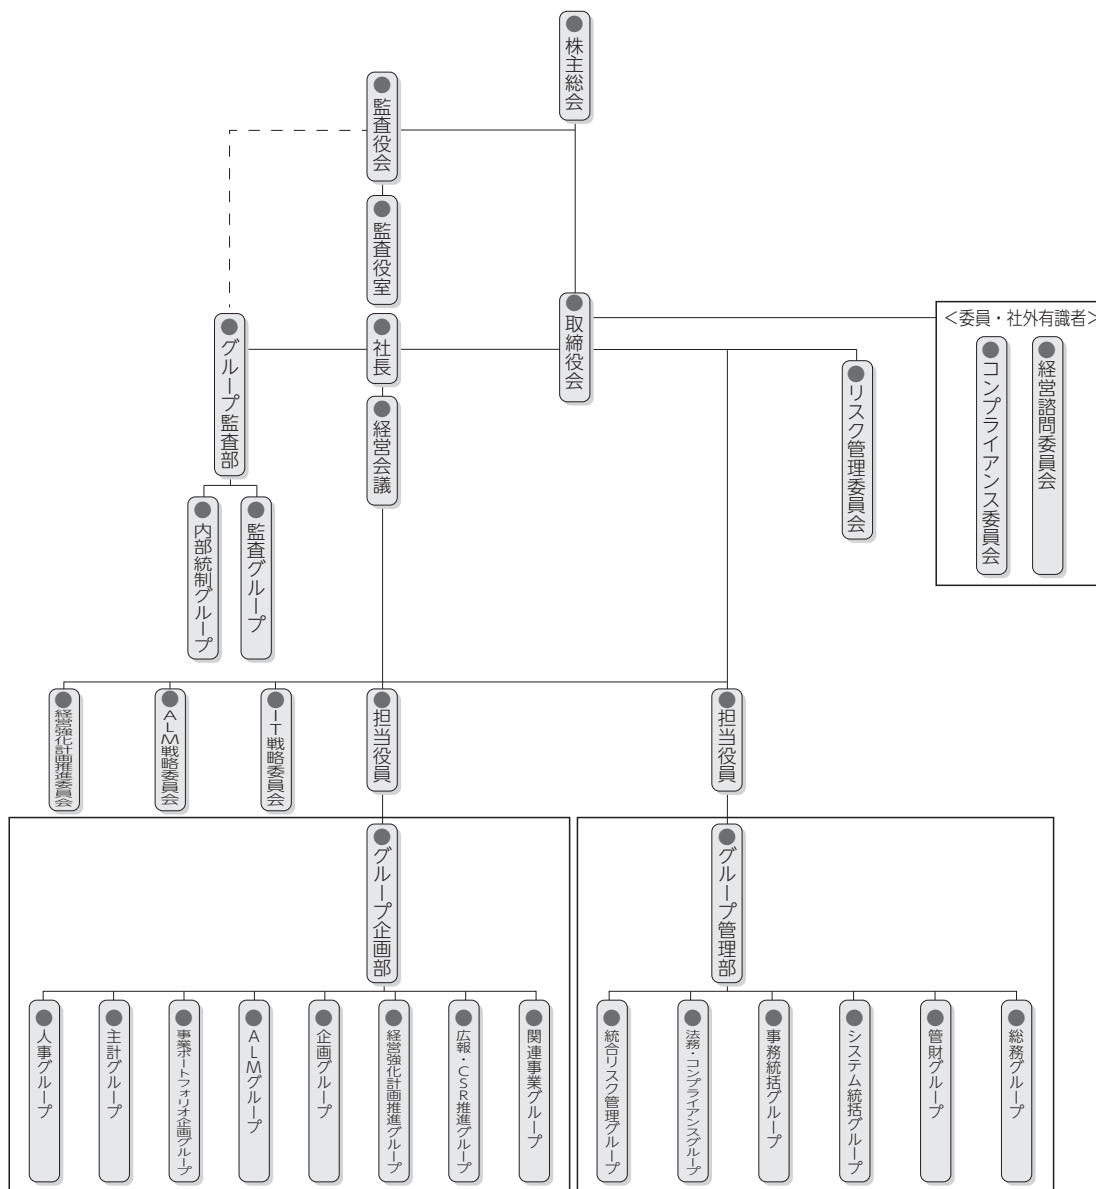 株主総会
監査役会
監査役室
取締役会
＜委員・社外有識者＞
経営諮問委員会
コンプライアンス委員会
リスク管理委員会
社長
経営会議
グループ監査部
監査グループ
内部統制グループ
経営強化計画推進委員会
ALM戦略委員会
IT戦略委員会
担当役員
担当役員
グループ企画部
人事グループ
主計グループ
事業ポートフォリオ企画グループ
ALMグループ
企画グループ
経営強化計画推進グループ
広報・CSR推進グループ
関連事業グループ
グループ管理部
統合リスク管理グループ
法務・コンプライアンスグループ
事務統括グループ
システム統括グループ
管財グループ
総務グループ